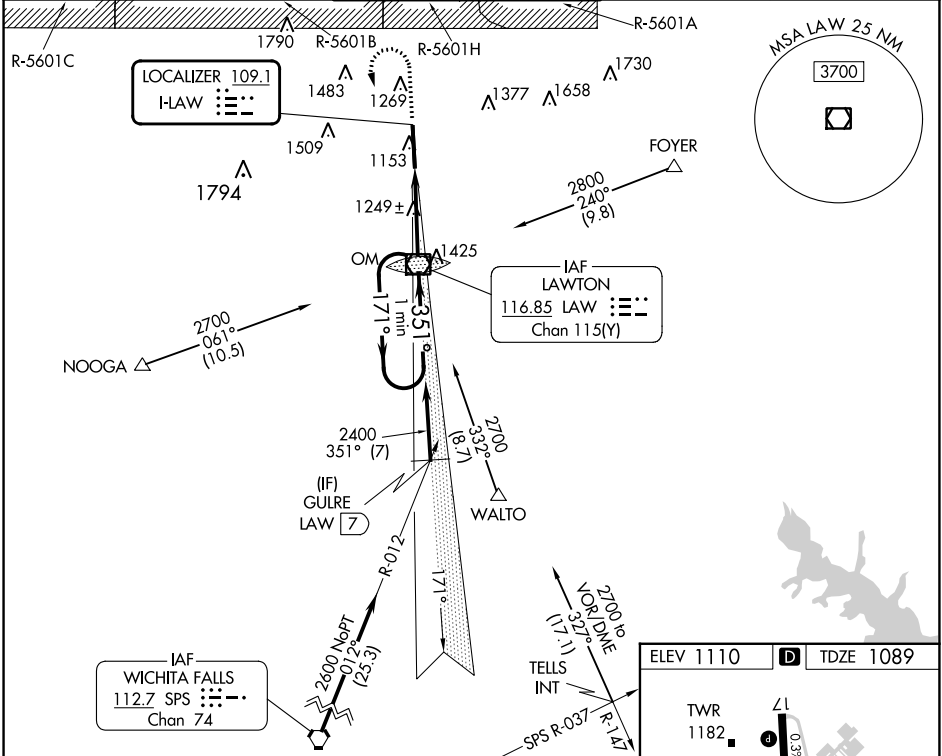 R-5601C
1790
R-5601B
R-5601H
R-5601A
MSA LAW 25 NM
3700
LOCALIZER 109.1
I-LAW
1483
1269
1377
1658
1730
1509
1153
1794
FOYER
2800
240°
(9.8)
1249±
OM
1425
IAF
LAWTON
116.85 LAW
Chan 115(Y)
171°
1 min
351°
2700
061°
(10.5)
NOOGA
2700
332°
(8.7)
WALTO
2400
351° (7)
(IF)
GULRE
LAW 7
R-012
171°
2600 NoPT
012°
(25.3)
IAF
WICHITA FALLS
112.7 SPS
Chan 74
2700 to
VOR/DME
327°
(17.1)
TELLS
INT
SPS R-037
R-147
ELEV 1110
D
TDZE 1089
TWR
1182
P
17